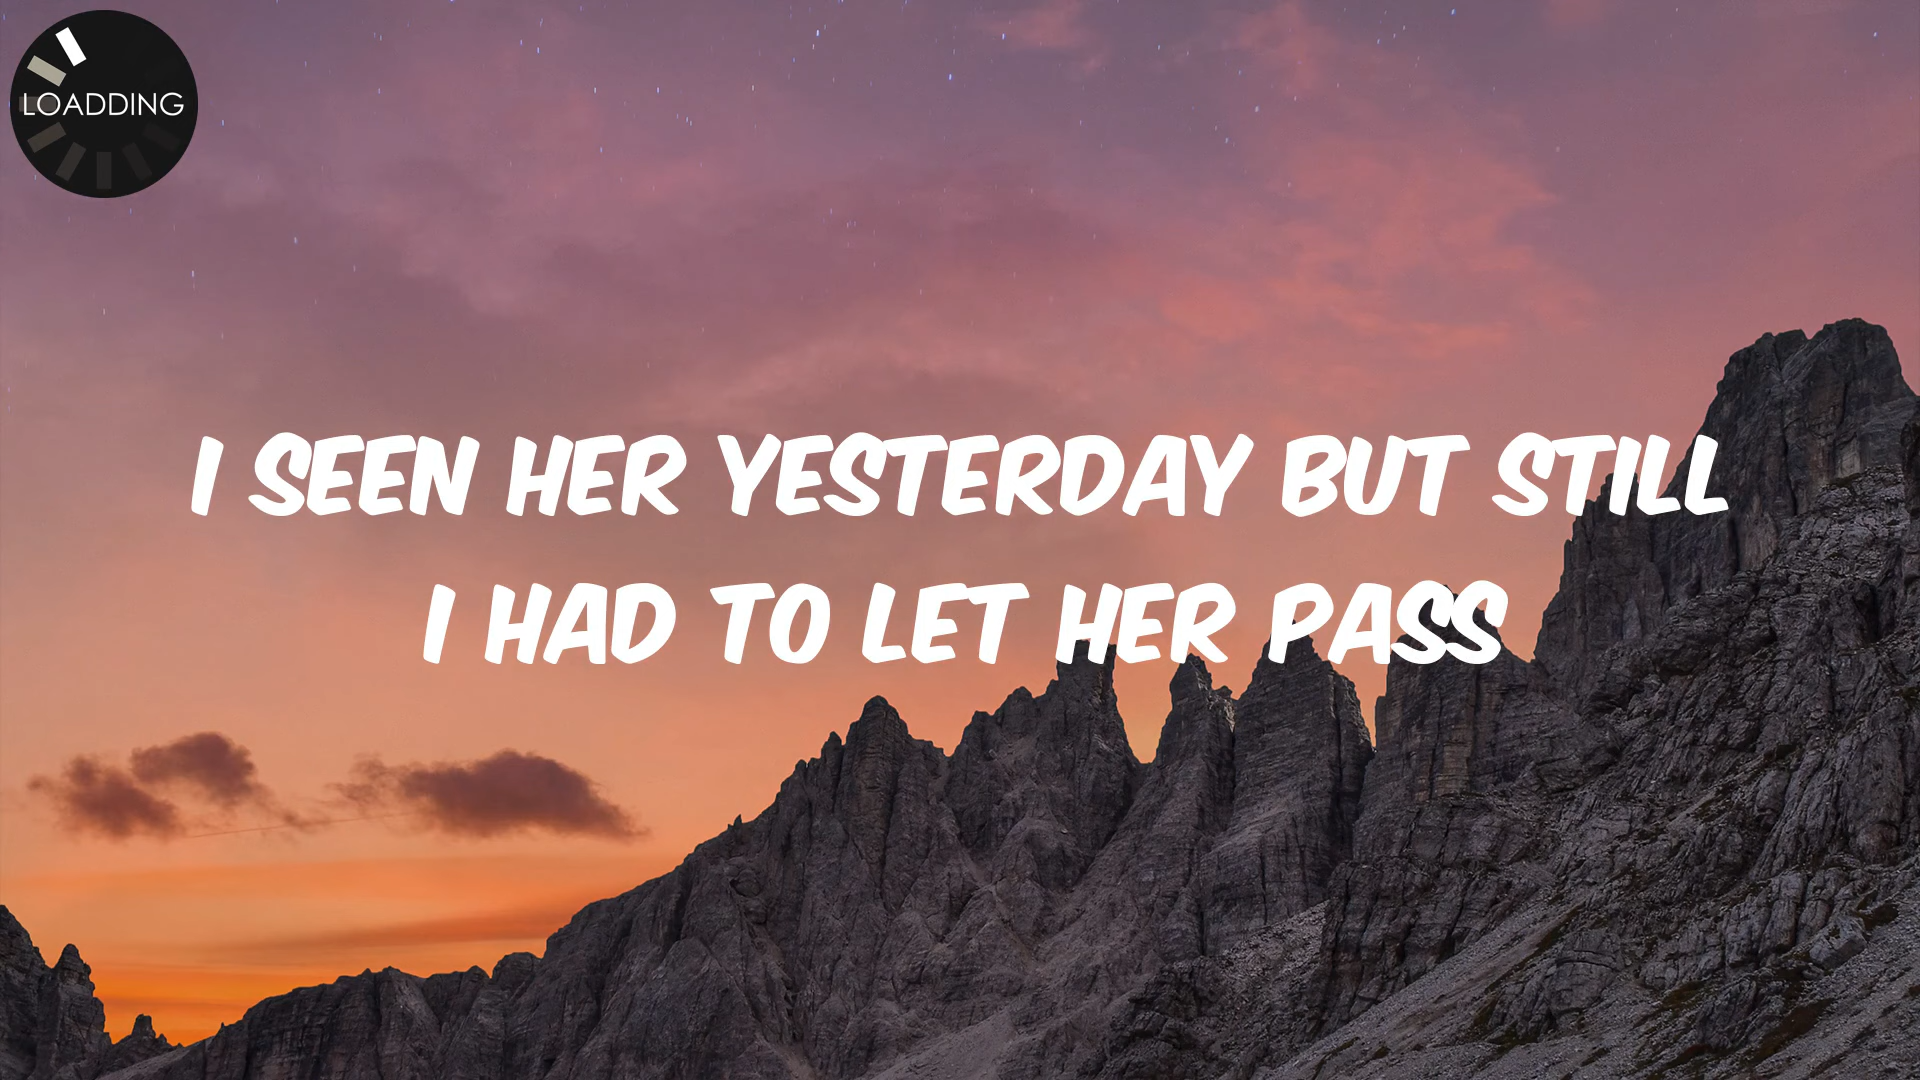 LOADDING
I SEEN HER YESTERDAY BUT STILL
I HAD TO LET HER PASS